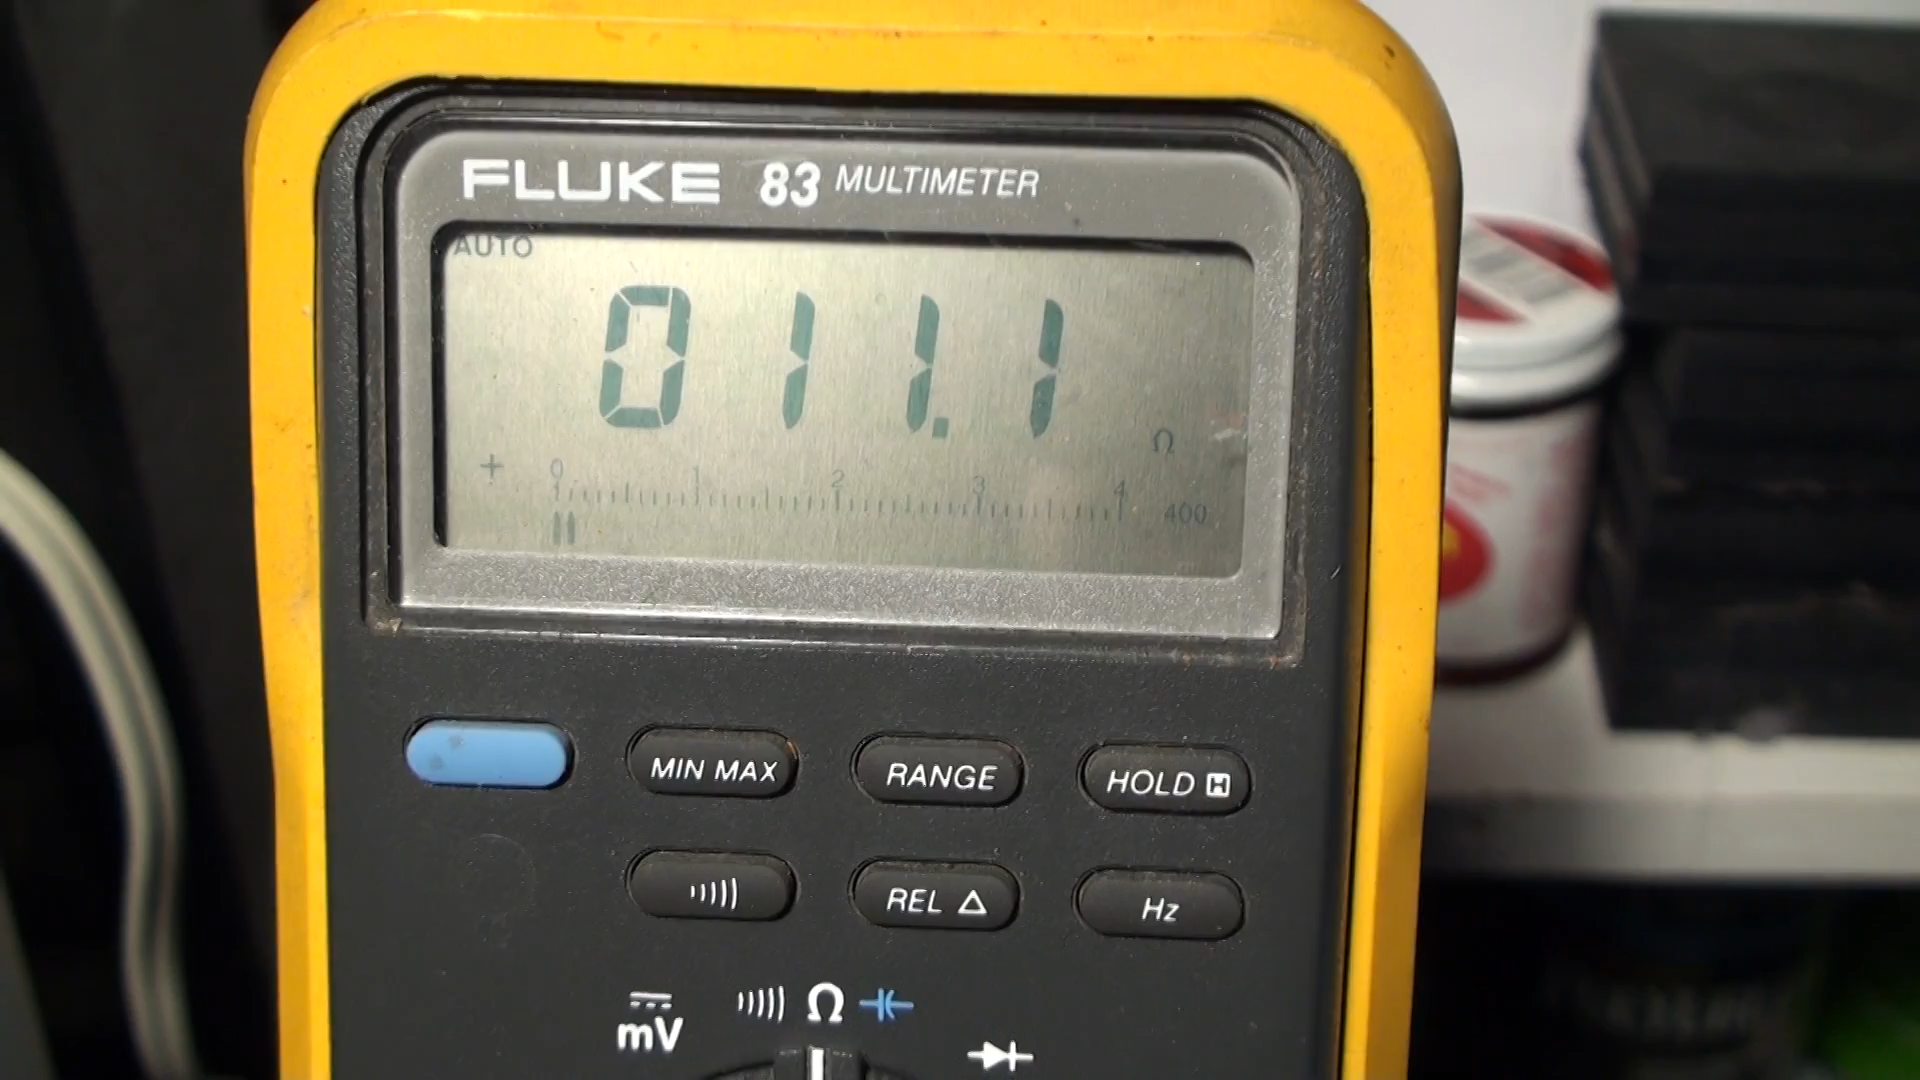 FLUKE 83 MULTIMETER
AUTO
011.1
Ω
+ 0 1 2 3 4 400
MIN MAX RANGE HOLD H
REL Δ Hz
mV Ω